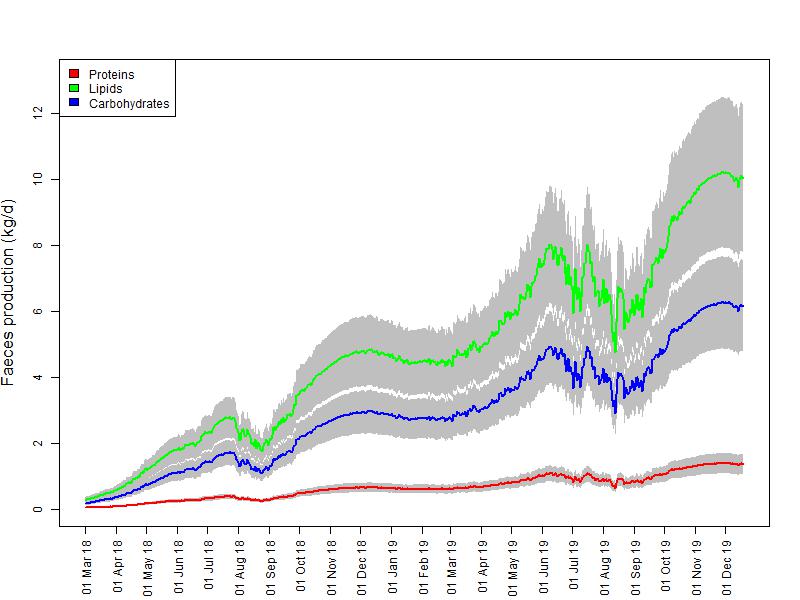 Proteins
Lipids
Carbohydrates
Faeces production (kg/d)
12
10
8
6
4
2
0
01 Mar 18
01 Apr 18
01 May 18
01 Jun 18
01 Jul 18
01 Aug 18
01 Sep 18
01 Oct 18
01 Nov 18
01 Dec 18
01 Jan 19
01 Feb 19
01 Mar 19
01 Apr 19
01 May 19
01 Jun 19
01 Jul 19
01 Aug 19
01 Sep 19
01 Oct 19
01 Nov 19
01 Dec 19